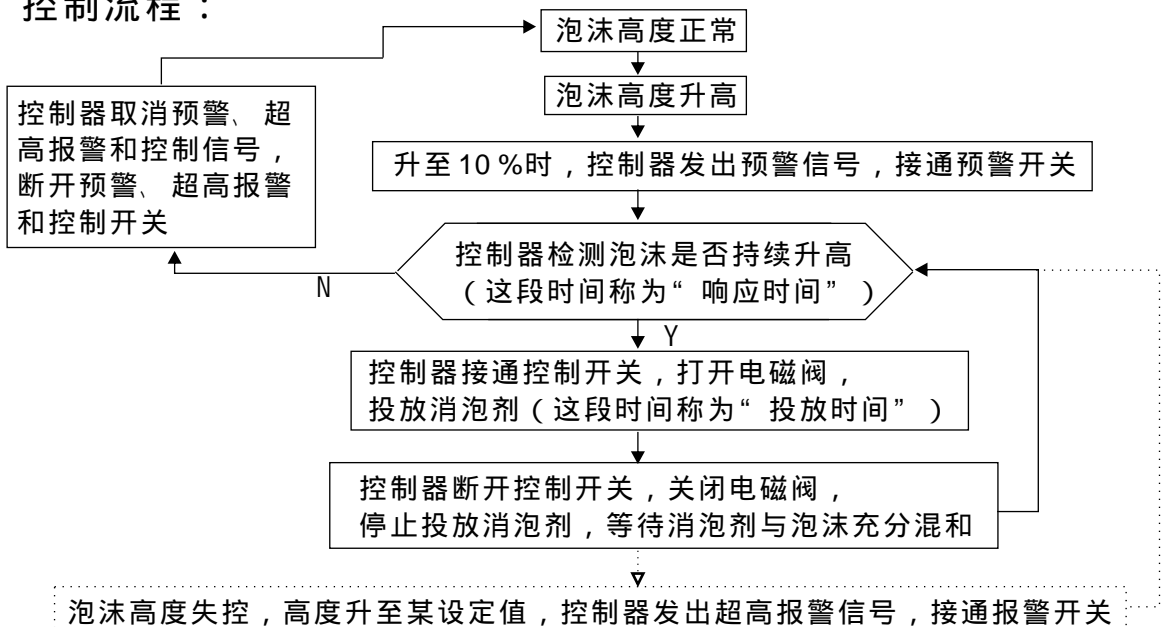 控制流程：
泡沫高度正常
泡沫高度升高
控制器取消预警、超
高报警和控制信号，
断开预警、超高报警
和控制开关
升至10%时，控制器发出预警信号，接通预警开关
控制器检测泡沫是否持续升高
（这段时间称为“响应时间”）
N
Y
控制器接通控制开关，打开电磁阀，
投放消泡剂（这段时间称为“投放时间”）
控制器断开控制开关，关闭电磁阀，
停止投放消泡剂，等待消泡剂与泡沫充分混和
泡沫高度失控，高度升至某设定值，控制器发出超高报警信号，接通报警开关